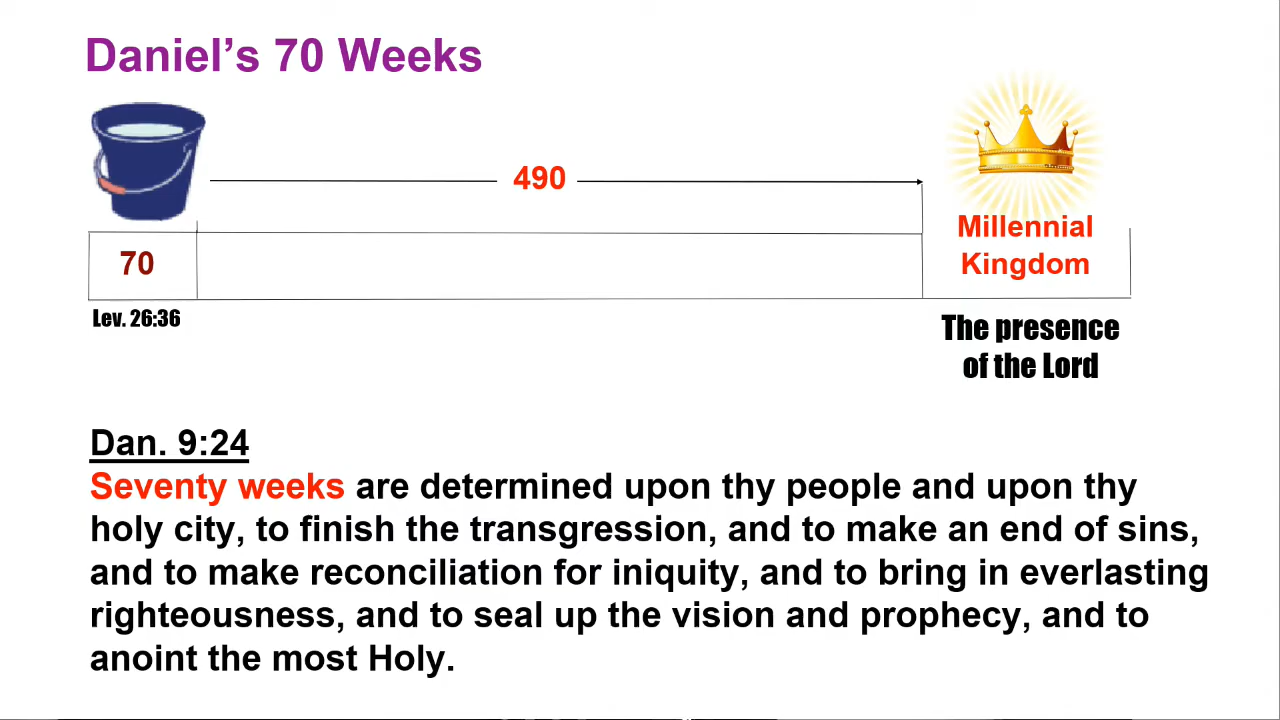 Daniel’s 70 Weeks
490
Millennial
Kingdom
70
Lev. 26:36
The presence
of the Lord
Dan. 9:24
Seventy weeks are determined upon thy people and upon thy
holy city, to finish the transgression, and to make an end of sins,
and to make reconciliation for iniquity, and to bring in everlasting
righteousness, and to seal up the vision and prophecy, and to
anoint the most Holy.